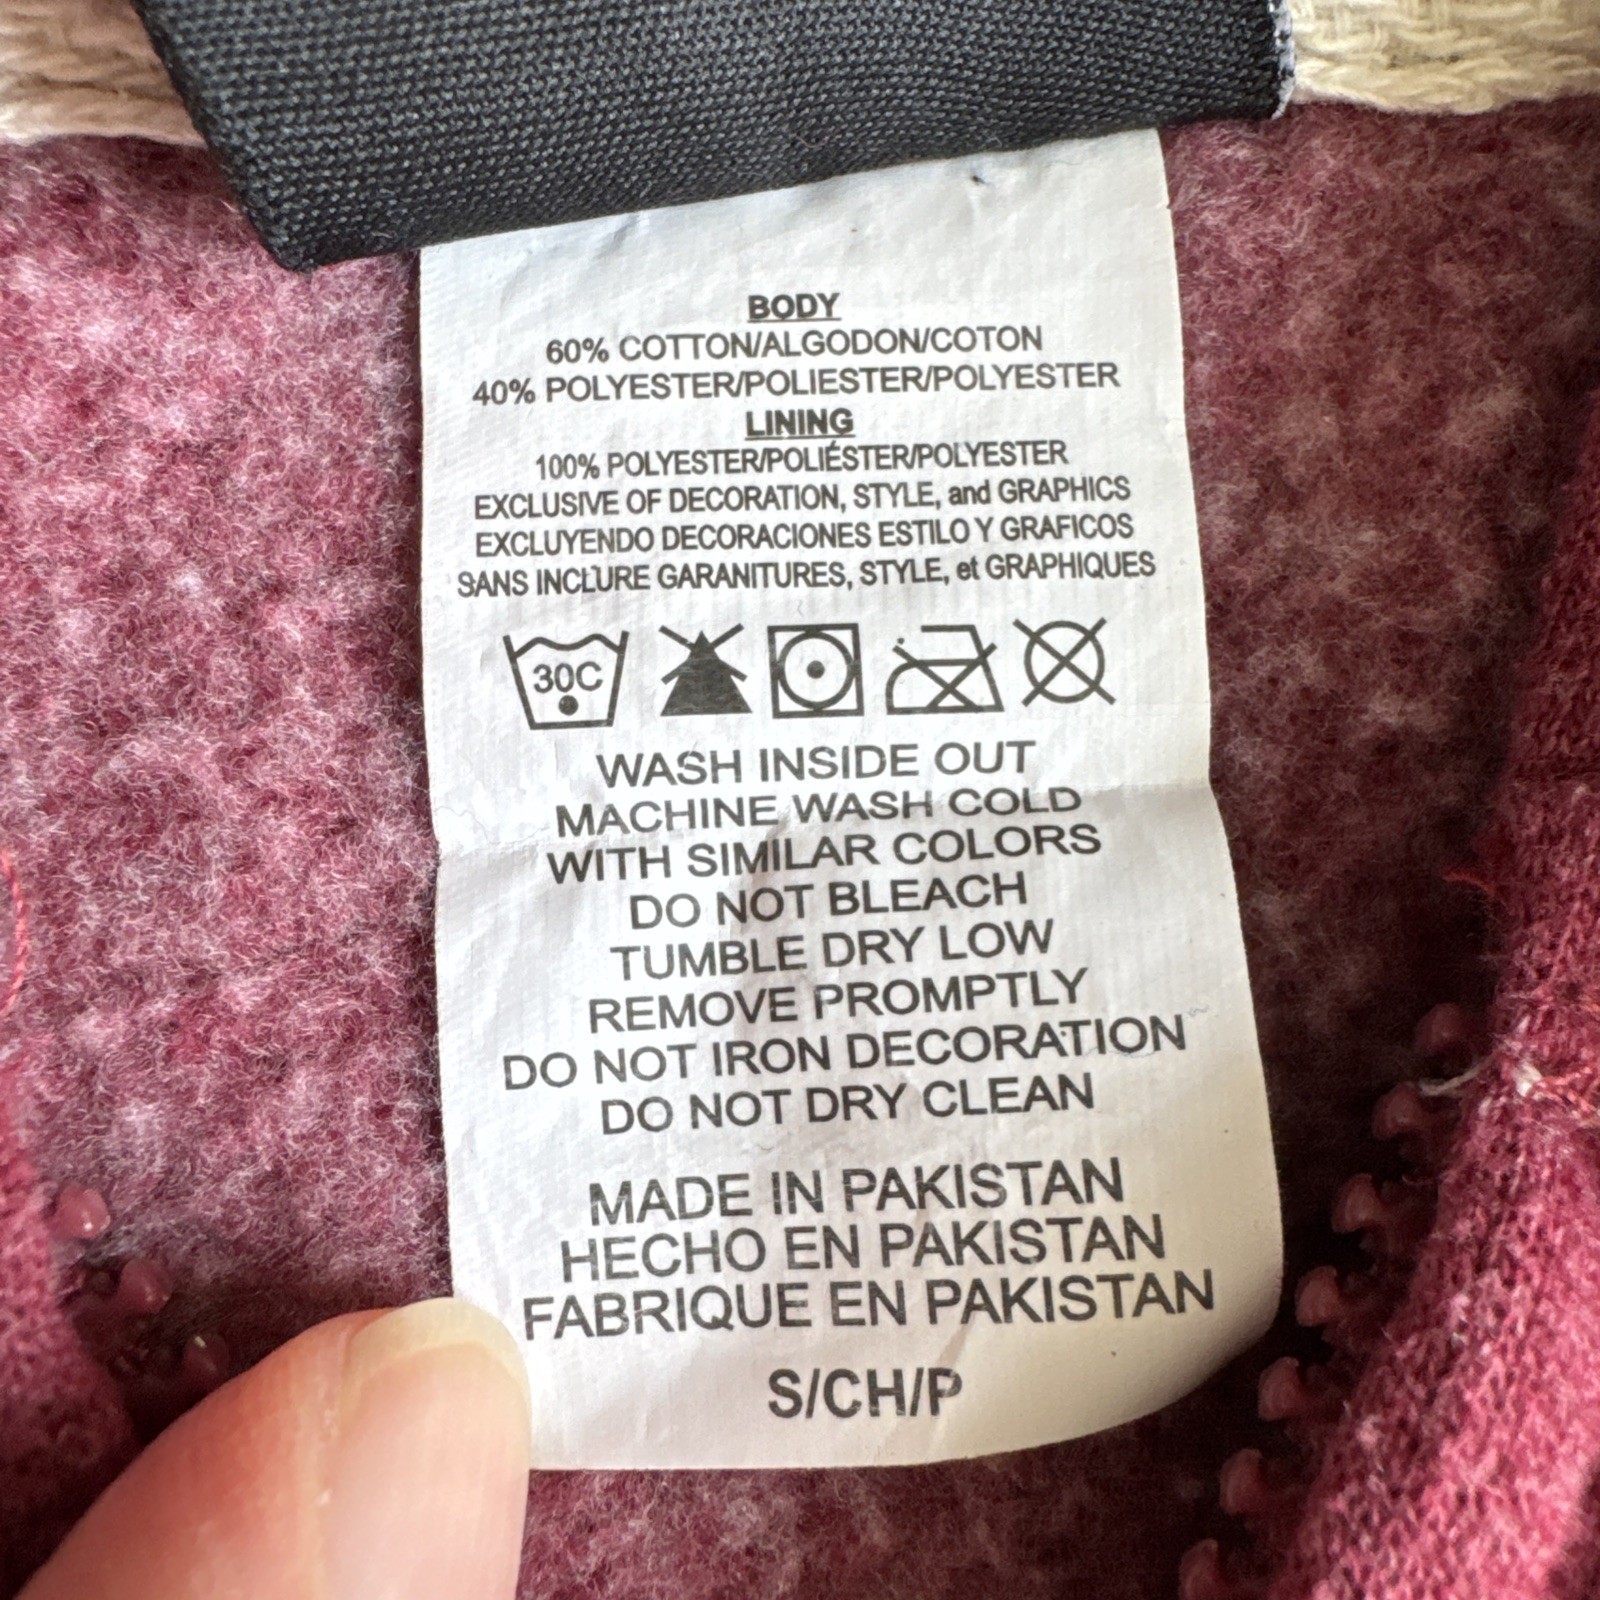 BODY
60% COTTON/ALGODON/COTON
40% POLYESTER/POLIESTER/POLYESTER
LINING
100% POLYESTER/POLIÉSTER/POLYESTER
EXCLUSIVE OF DECORATION, STYLE, and GRAPHICS
EXCLUYENDO DECORACIONES ESTILO Y GRAFICOS
SANS INCLURE GARANITURES, STYLE, et GRAPHIQUES
30C
WASH INSIDE OUT
MACHINE WASH COLD
WITH SIMILAR COLORS
DO NOT BLEACH
TUMBLE DRY LOW
REMOVE PROMPTLY
DO NOT IRON DECORATION
DO NOT DRY CLEAN
MADE IN PAKISTAN
HECHO EN PAKISTAN
FABRIQUE EN PAKISTAN
S/CH/P